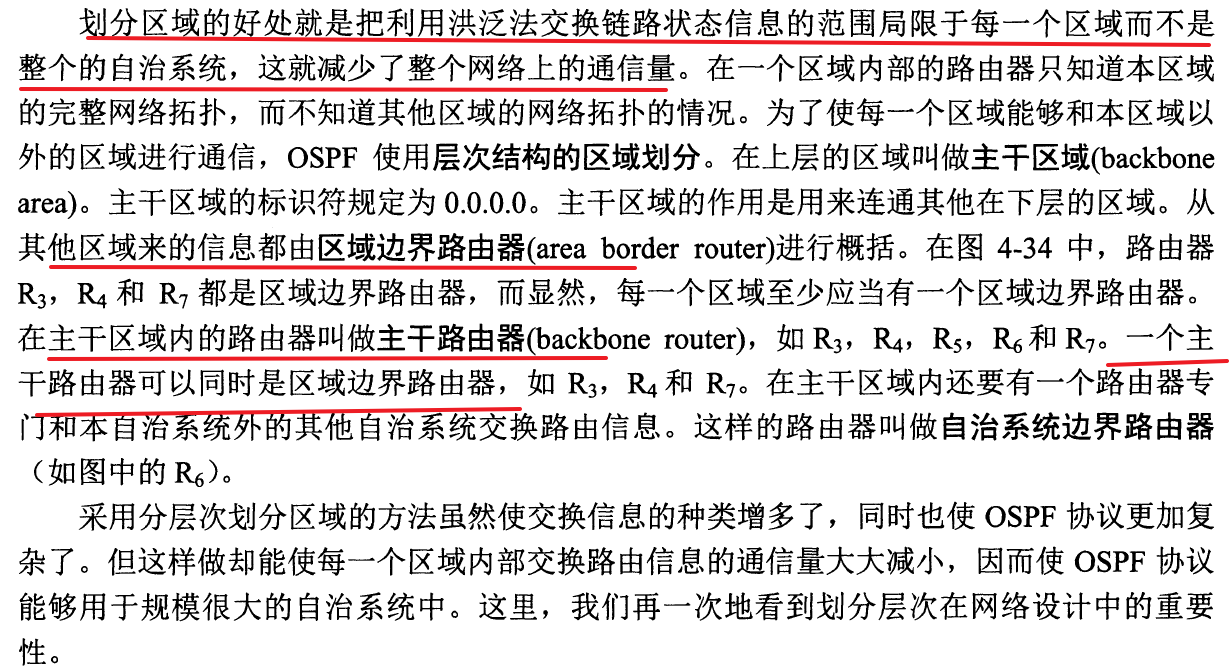 划分区域的好处就是把利用洪泛法交换链路状态信息的范围局限于每一个区域而不是
整个的自治系统，这就减少了整个网络上的通信量。在一个区域内部的路由器只知道本区域
的完整网络拓扑，而不知道其他区域的网络拓扑的情况。为了使每一个区域能够和本区域以
外的区域进行通信，OSPF 使用层次结构的区域划分。在上层的区域叫做主干区域(backbone
area)。主干区域的标识符规定为 0.0.0.0。主干区域的作用是用来连通其他在下层的区域。从
其他区域来的信息都由区域边界路由器(area border router)进行概括。在图 4-34 中，路由器
R₃，R₄ 和 R₇ 都是区域边界路由器，而显然，每一个区域至少应当有一个区域边界路由器。
在主干区域内的路由器叫做主干路由器(backbone router)，如 R₃，R₄，R₅，R₆ 和 R₇。一个主
干路由器可以同时是区域边界路由器，如 R₃，R₄ 和 R₇。在主干区域内还要有一个路由器专
门和本自治系统外的其他自治系统交换路由信息。这样的路由器叫做自治系统边界路由器
（如图中的 R₆）。
采用分层次划分区域的方法虽然使交换信息的种类增多了，同时也使 OSPF 协议更加复
杂了。但这样做却能使每一个区域内部交换路由信息的通信量大大减小，因而使 OSPF 协议
能够用于规模很大的自治系统中。这里，我们再一次地看到划分层次在网络设计中的重要
性。